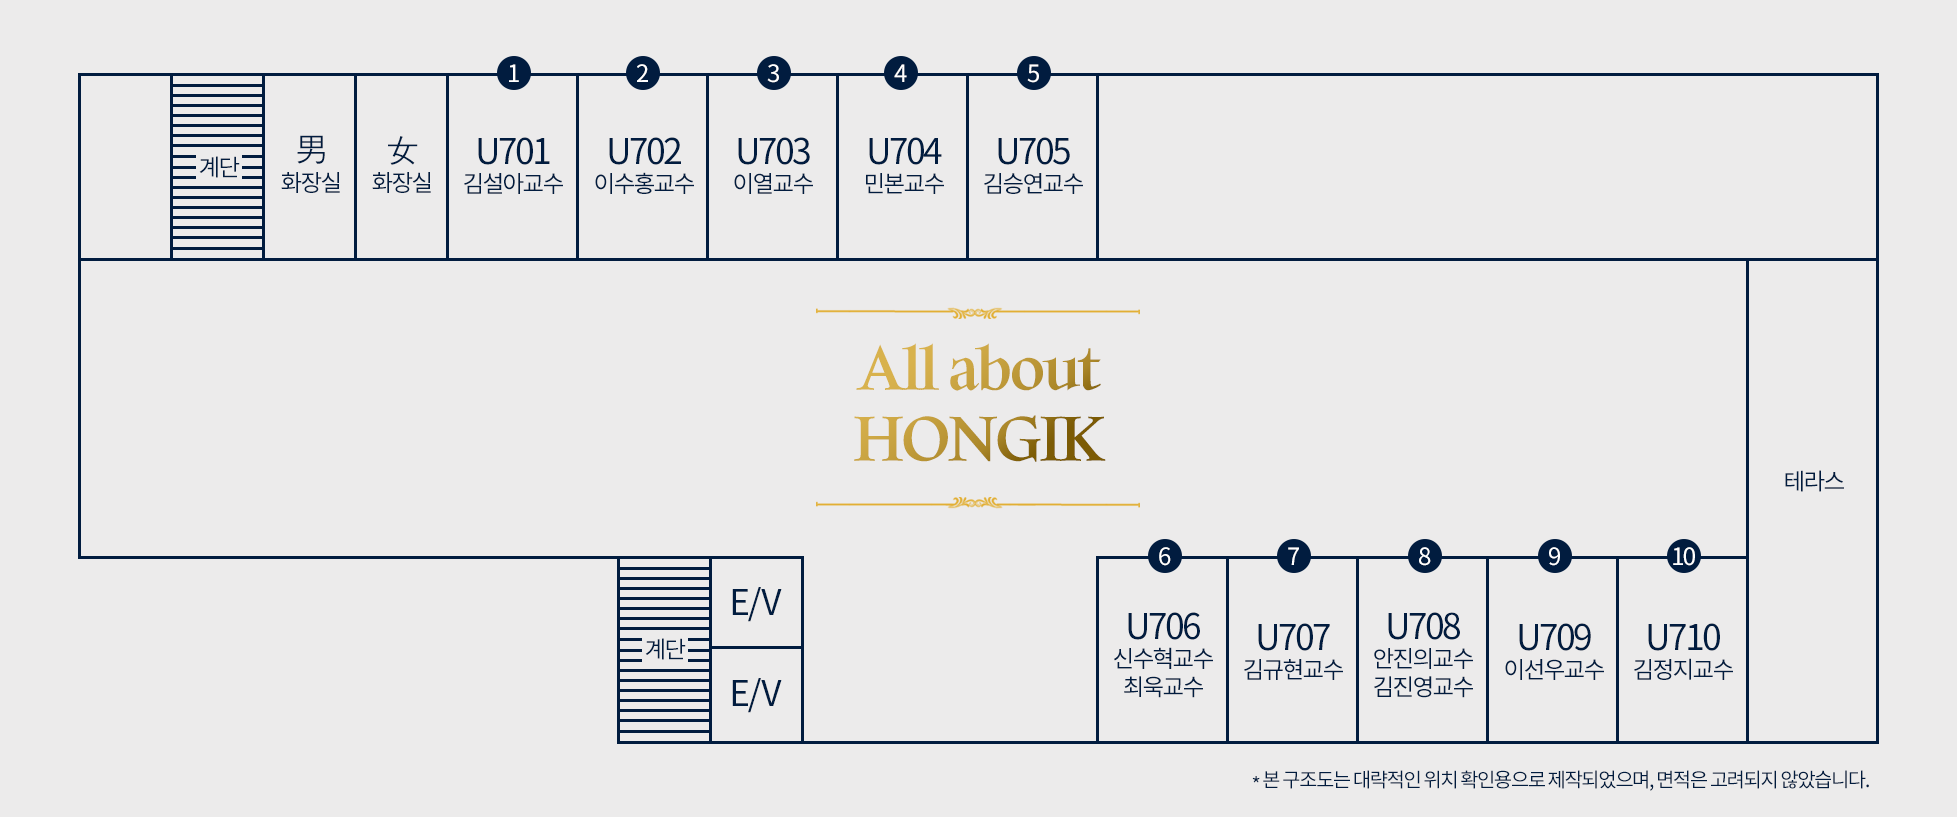 1
2
3
4
5
계단
男
화장실
女
화장실
U701
김설아교수
U702
이수홍교수
U703
이열교수
U704
민본교수
U705
김승연교수
All about
HONGIK
테라스
계단
E/V
E/V
6
7
8
9
10
U706
신수혁교수
최욱교수
U707
김규현교수
U708
안진의교수
김진영교수
U709
이선우교수
U710
김정지교수
* 본 구조도는 대략적인 위치 확인용으로 제작되었으며, 면적은 고려되지 않았습니다.